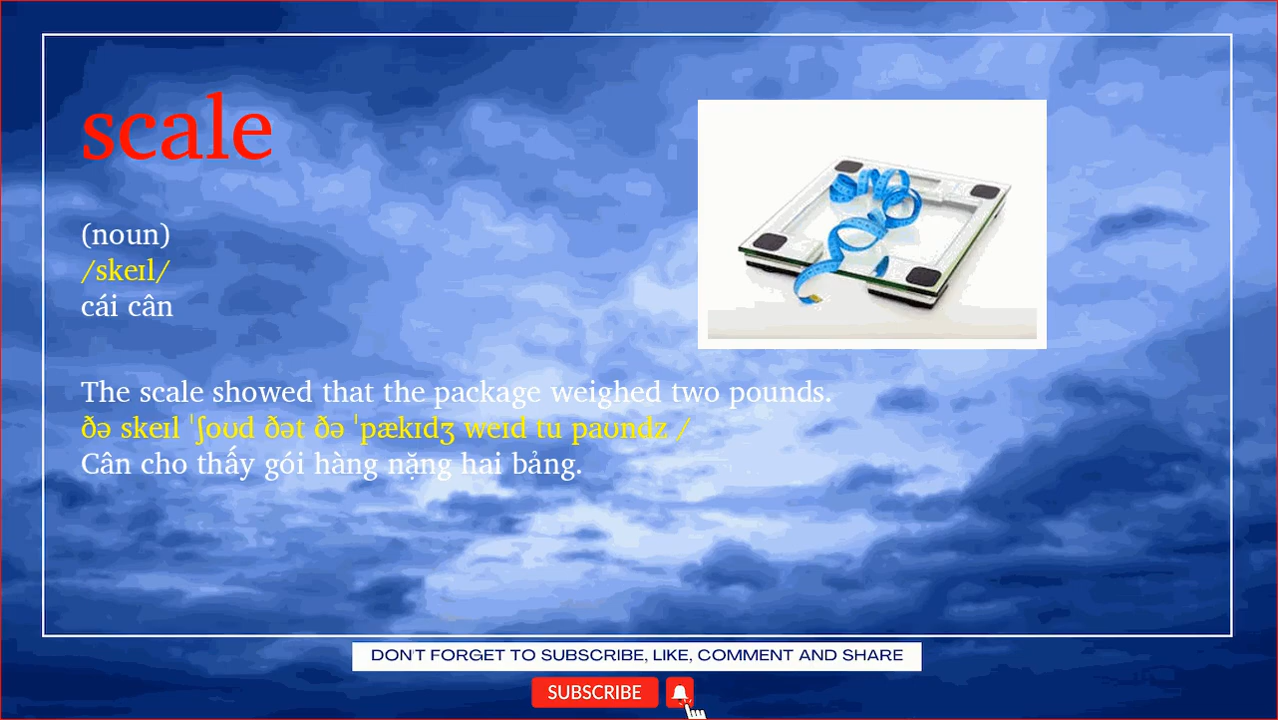 scale
(noun)
/skeɪl/
cái cân
The scale showed that the package weighed two pounds.
ðə skeɪl ˈʃoʊd ðət ðə ˈpækɪdʒ weɪd tu paʊndz /
Cân cho thấy gói hàng nặng hai bảng.
DON'T FORGET TO SUBSCRIBE, LIKE, COMMENT AND SHARE
SUBSCRIBE